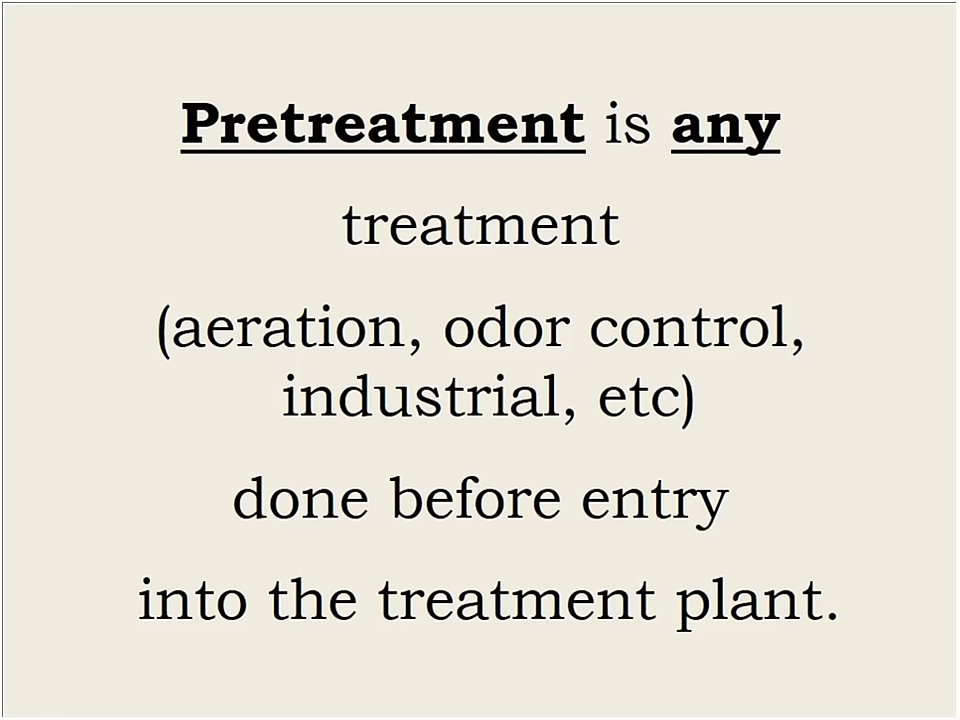 Pretreatment is any
treatment
(aeration, odor control,
industrial, etc)
done before entry
into the treatment plant.